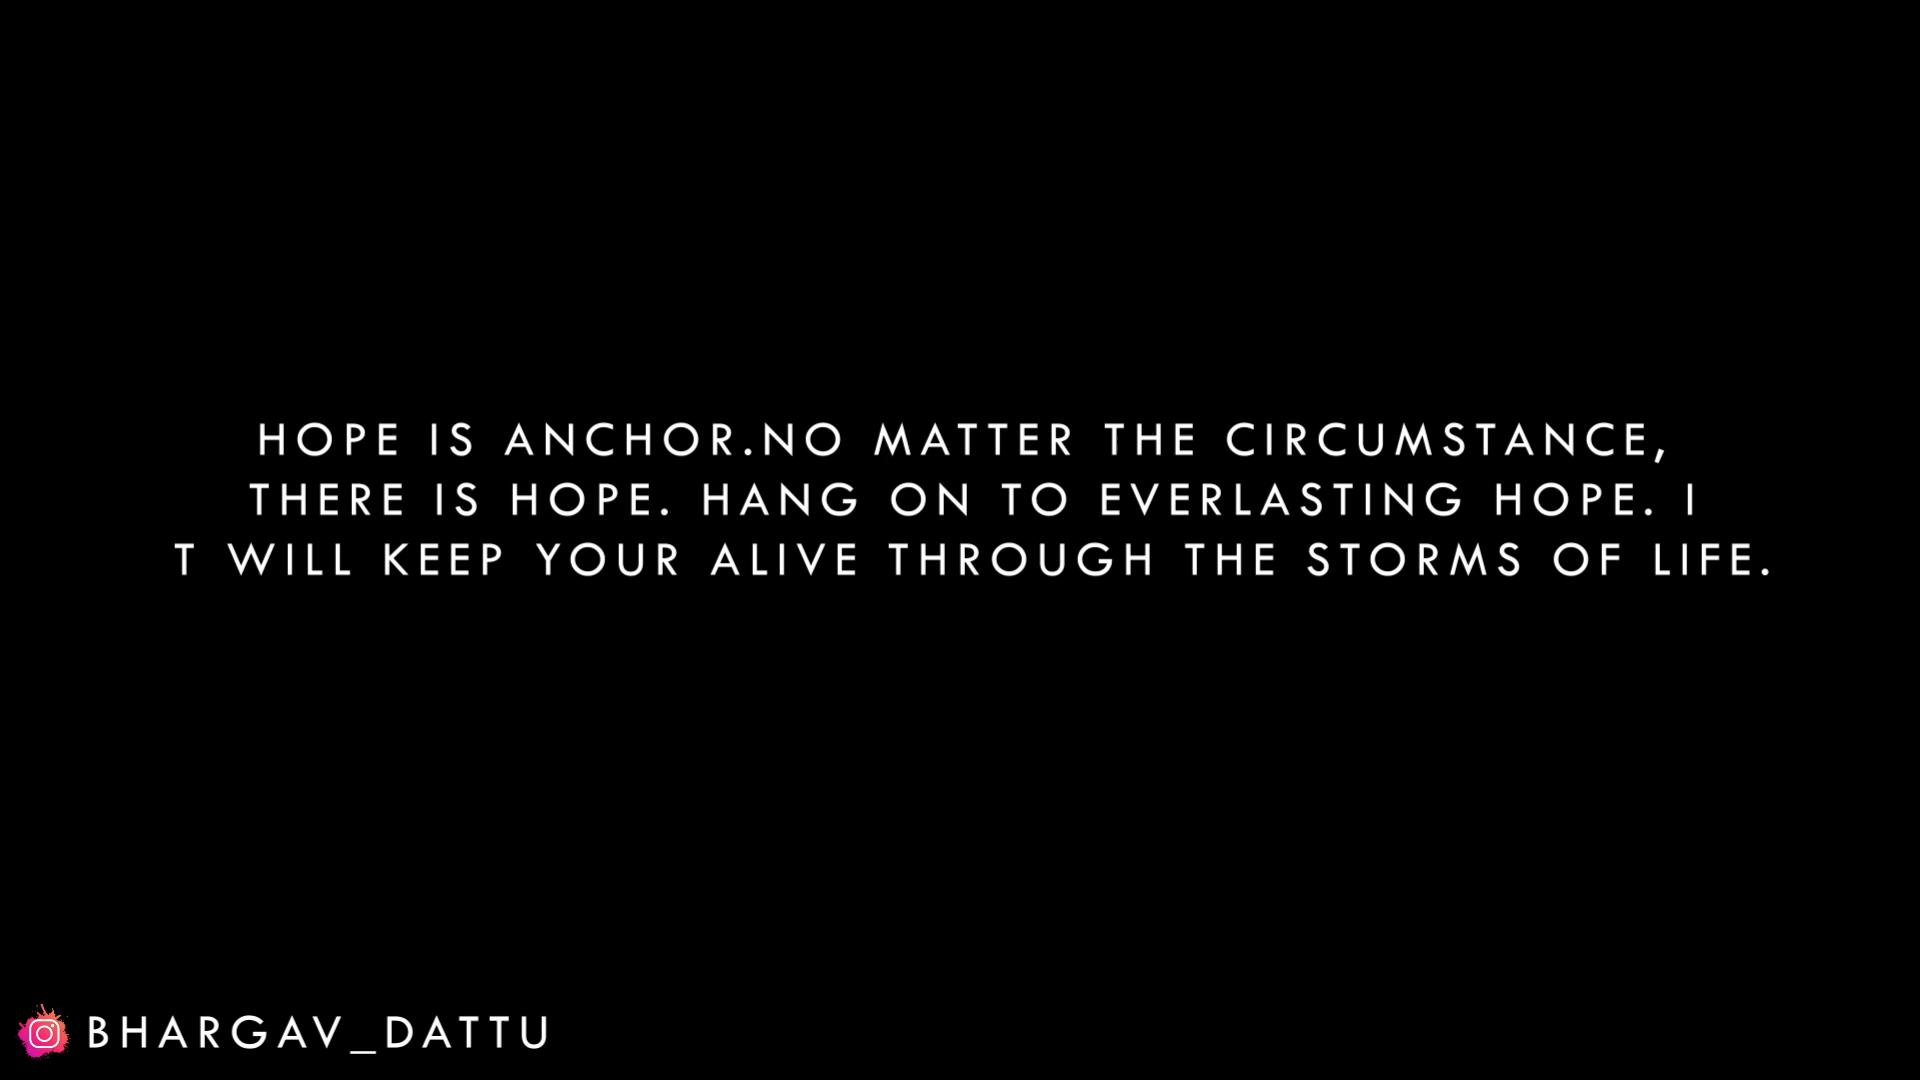 HOPE IS ANCHOR.NO MATTER THE CIRCUMSTANCE,
THERE IS HOPE. HANG ON TO EVERLASTING HOPE. I
T WILL KEEP YOUR ALIVE THROUGH THE STORMS OF LIFE.
BHARGAV_DATTU